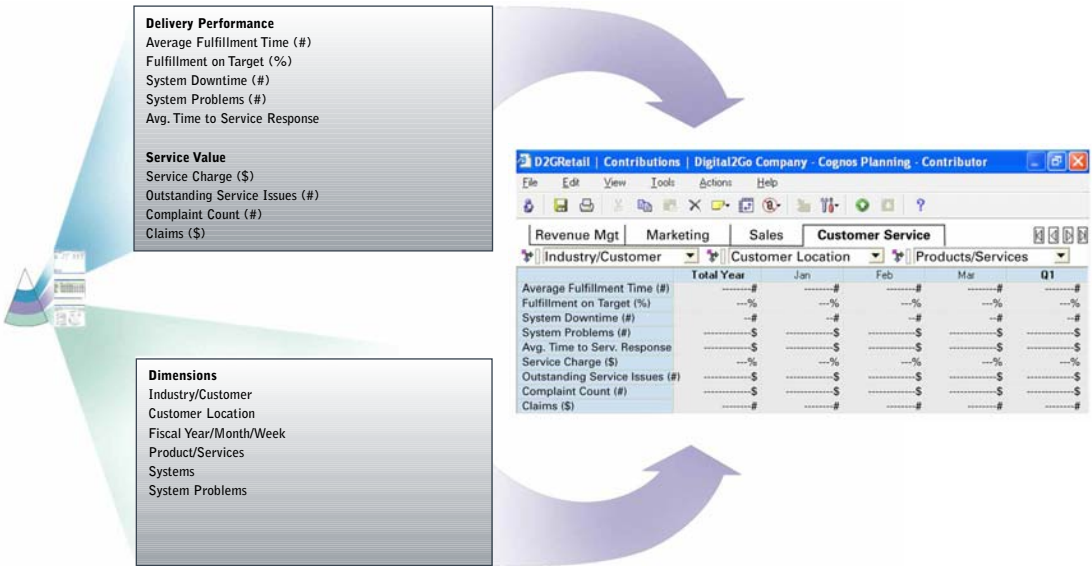 Delivery Performance
Average Fulfillment Time (#)
Fulfillment on Target (%)
System Downtime (#)
System Problems (#)
Avg. Time to Service Response
Service Value
Service Charge ($)
Outstanding Service Issues (#)
Complaint Count (#)
Claims ($)
Dimensions
Industry/Customer
Customer Location
Fiscal Year/Month/Week
Product/Services
Systems
System Problems
D2GRetail | Contributions | Digital2Go Company - Cognos Planning - Contributor
File Edit View Tools Actions Help
Revenue Mgt Marketing Sales Customer Service
Industry/Customer Customer Location Products/Services
Total Year Jan Feb Mar Q1
Average Fulfillment Time (#) -------# -------# -------# -------# -------#
Fulfillment on Target (%) ---% ---% ---% ---% ---%
System Downtime (#) --# --# --# --# --#
System Problems (#) -----------$ -----------$ -----------$ -----------$ -----------$
Avg. Time to Serv. Response -----------$ -----------$ -----------$ -----------$ -----------$
Service Charge ($) ---% ---% ---% ---% ---%
Outstanding Service Issues (#) -----------$ -----------$ -----------$ -----------$ -----------$
Complaint Count (#) -----------$ -----------$ -----------$ -----------$ -----------$
Claims ($) -------# -------# -------# -------# -------#